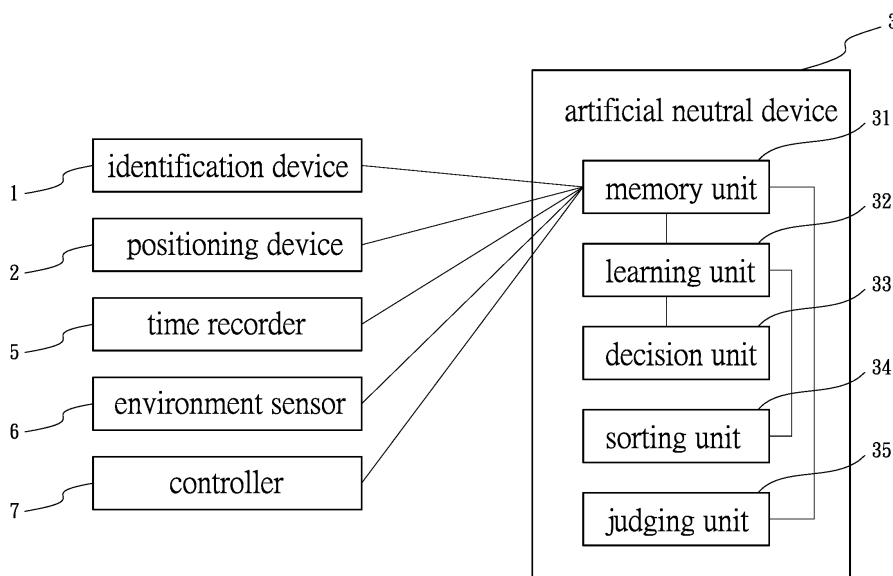 3
artificial neutral device
31
identification device
memory unit
1
32
positioning device
learning unit
2
33
time recorder
decision unit
5
34
environment sensor
sorting unit
6
35
controller
judging unit
7